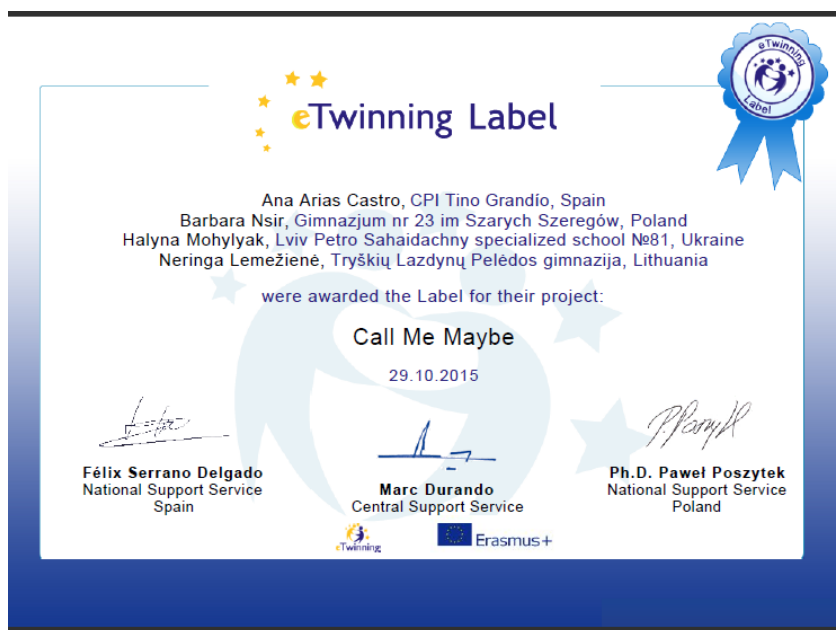 eTwinning
Label
eTwinning Label
Ana Arias Castro, CPI Tino Grandío, Spain
Barbara Nsir, Gimnazjum nr 23 im Szarych Szeregów, Poland
Halyna Mohylyak, Lviv Petro Sahaidachny specialized school №81, Ukraine
Neringa Lemežienė, Tryškių Lazdynų Pelėdos gimnazija, Lithuania
were awarded the Label for their project:
Call Me Maybe
29.10.2015
Félix Serrano Delgado
National Support Service
Spain
Marc Durando
Central Support Service
Ph.D. Paweł Poszytek
National Support Service
Poland
eTwinning
Erasmus+